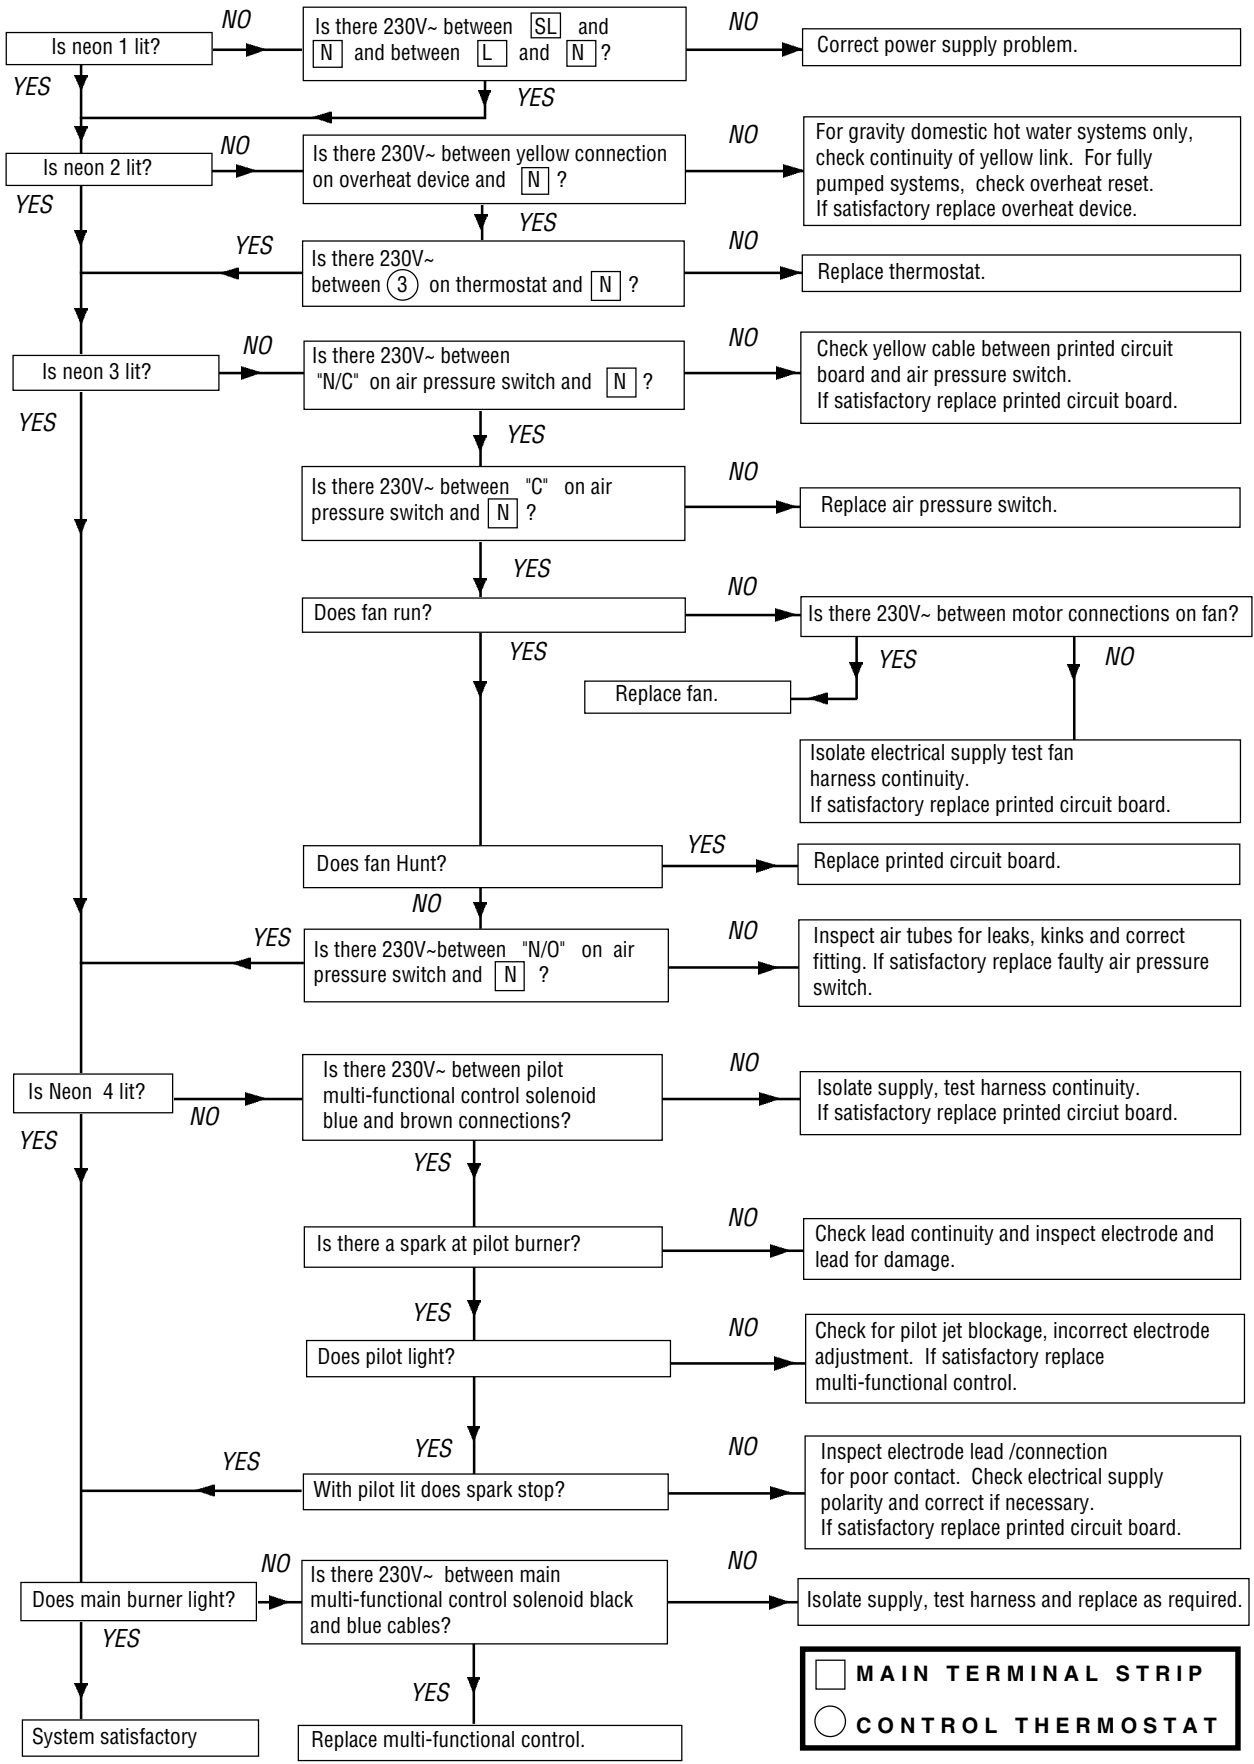 Is neon 1 lit?
NO
Is there 230V~ between SL and
N and between L and N ?
NO
Correct power supply problem.
YES
YES
Is neon 2 lit?
NO
Is there 230V~ between yellow connection
on overheat device and N ?
NO
For gravity domestic hot water systems only,
check continuity of yellow link. For fully
pumped systems, check overheat reset.
If satisfactory replace overheat device.
YES
YES
YES
Is there 230V~
between 3 on thermostat and N ?
NO
Replace thermostat.
Is neon 3 lit?
NO
Is there 230V~ between
"N/C" on air pressure switch and N ?
NO
Check yellow cable between printed circuit
board and air pressure switch.
If satisfactory replace printed circuit board.
YES
YES
Is there 230V~ between "C" on air
pressure switch and N ?
NO
Replace air pressure switch.
YES
Does fan run?
NO
Is there 230V~ between motor connections on fan?
YES
YES
NO
Replace fan.
Isolate electrical supply test fan
harness continuity.
If satisfactory replace printed circuit board.
Does fan Hunt?
YES
Replace printed circuit board.
NO
YES
Is there 230V~between "N/O" on air
pressure switch and N ?
NO
Inspect air tubes for leaks, kinks and correct
fitting. If satisfactory replace faulty air pressure
switch.
Is Neon 4 lit?
NO
Is there 230V~ between pilot
multi-functional control solenoid
blue and brown connections?
NO
Isolate supply, test harness continuity.
If satisfactory replace printed circiut board.
YES
YES
Is there a spark at pilot burner?
NO
Check lead continuity and inspect electrode and
lead for damage.
YES
Does pilot light?
NO
Check for pilot jet blockage, incorrect electrode
adjustment. If satisfactory replace
multi-functional control.
YES
YES
With pilot lit does spark stop?
NO
Inspect electrode lead /connection
for poor contact. Check electrical supply
polarity and correct if necessary.
If satisfactory replace printed circuit board.
Does main burner light?
NO
Is there 230V~ between main
multi-functional control solenoid black
and blue cables?
NO
Isolate supply, test harness and replace as required.
YES
YES
System satisfactory
Replace multi-functional control.
MAIN TERMINAL STRIP
CONTROL THERMOSTAT